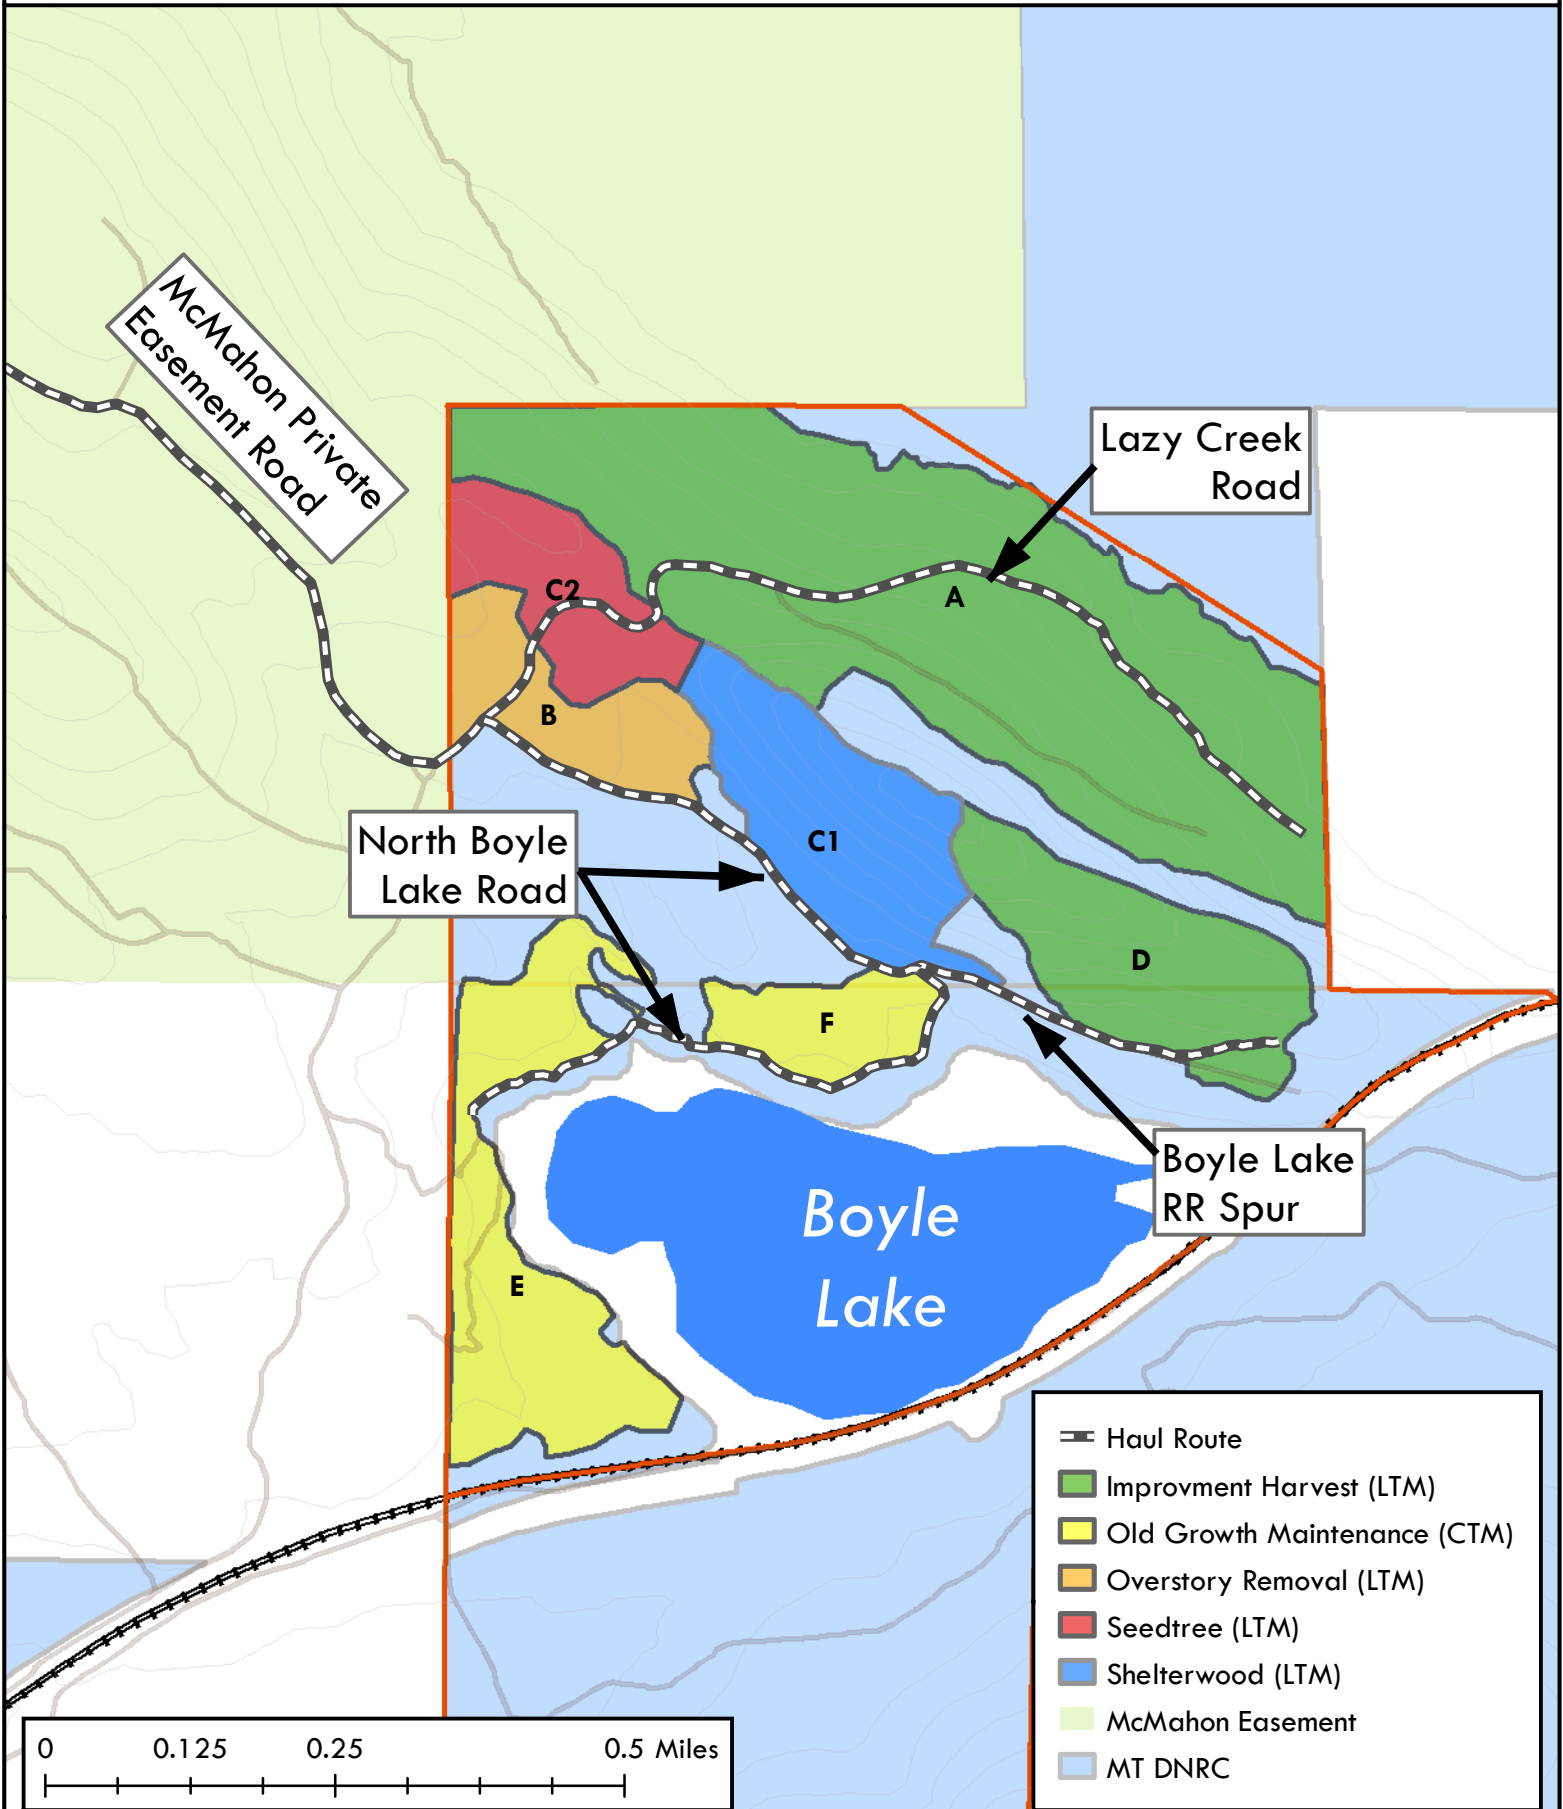 McMahon Private
Easement Road
Lazy Creek
Road
C2
A
B
C1
North Boyle
Lake Road
D
F
Boyle Lake
RR Spur
Boyle
Lake
E
Haul Route
Improvment Harvest (LTM)
Old Growth Maintenance (CTM)
Overstory Removal (LTM)
Seedtree (LTM)
Shelterwood (LTM)
McMahon Easement
MT DNRC
0 0.125 0.25 0.5 Miles